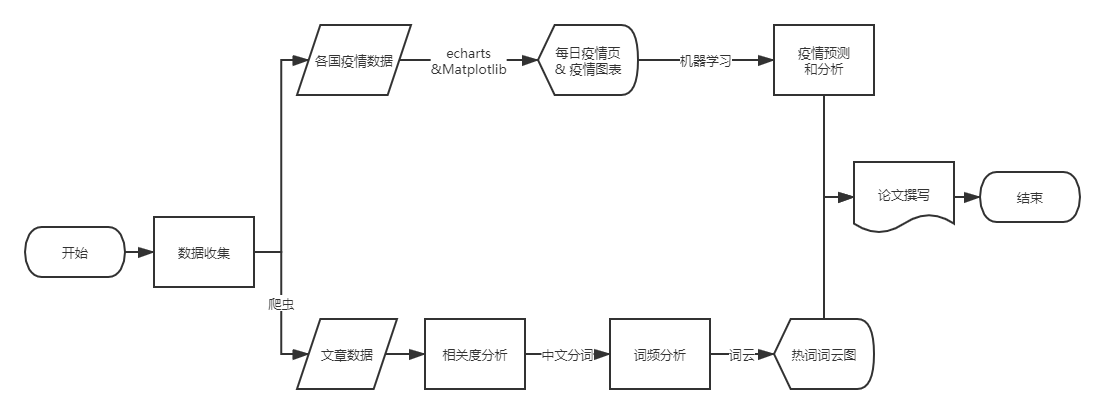 各国疫情数据
echarts
&Matplotlib
每日疫情页
& 疫情图表
机器学习
疫情预测
和分析
论文撰写
结束
开始
数据收集
爬虫
文章数据
相关度分析
中文分词
词频分析
词云
热词词云图